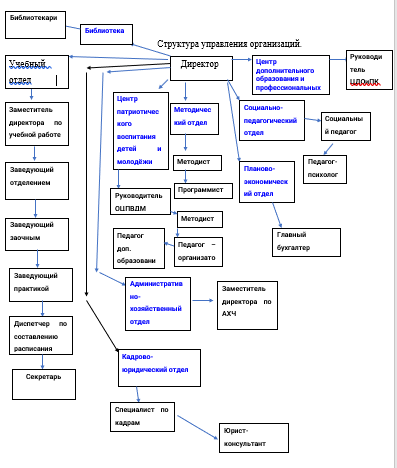 Библиотекари
Библиотека
Структура управления организаций.
Учебный
отдел
Директор
Центр
дополнительного
образования и
профессиональных
Руководи
тель
ЦДОиПК
Заместитель
директора по
учебной работе
Центр
патриотичес
кого
воспитания
детей и
молодёжи
Методичес
кий отдел
Социально-
педагогический
отдел
Социальны
й педагог
Методист
Педагог-
психолог
Заведующий
отделением
Программист
Планово-
экономическ
ий отдел
Руководитель
ОЦПВДМ
Методист
Заведующий
заочным
Педагог
доп.
образовани
Педагог –
организато
Главный
бухгалтер
Заведующий
практикой
Административ
но-
хозяйственный
отдел
Заместитель
директора по
АХЧ
Диспетчер по
составлению
расписания
Кадрово-
юридический отдел
Секретарь
Специалист по
кадрам
Юрист-
консультант